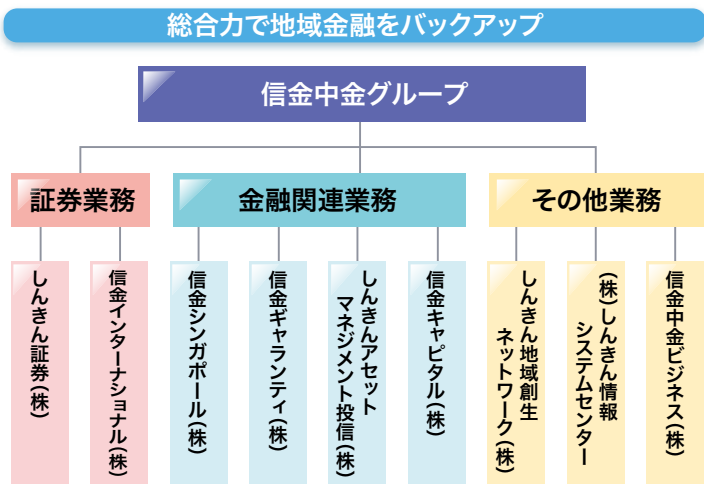 総合力で地域金融をバックアップ
信金中金グループ
証券業務
金融関連業務
その他業務
しんきん証券(株)
信金インターナショナル(株)
信金シンガポール(株)
信金ギャランティ(株)
しんきんアセット
マネジメント投信(株)
信金キャピタル(株)
しんきん地域創生
ネットワーク(株)
(株)しんきん情報
システムセンター
信金中金ビジネス(株)